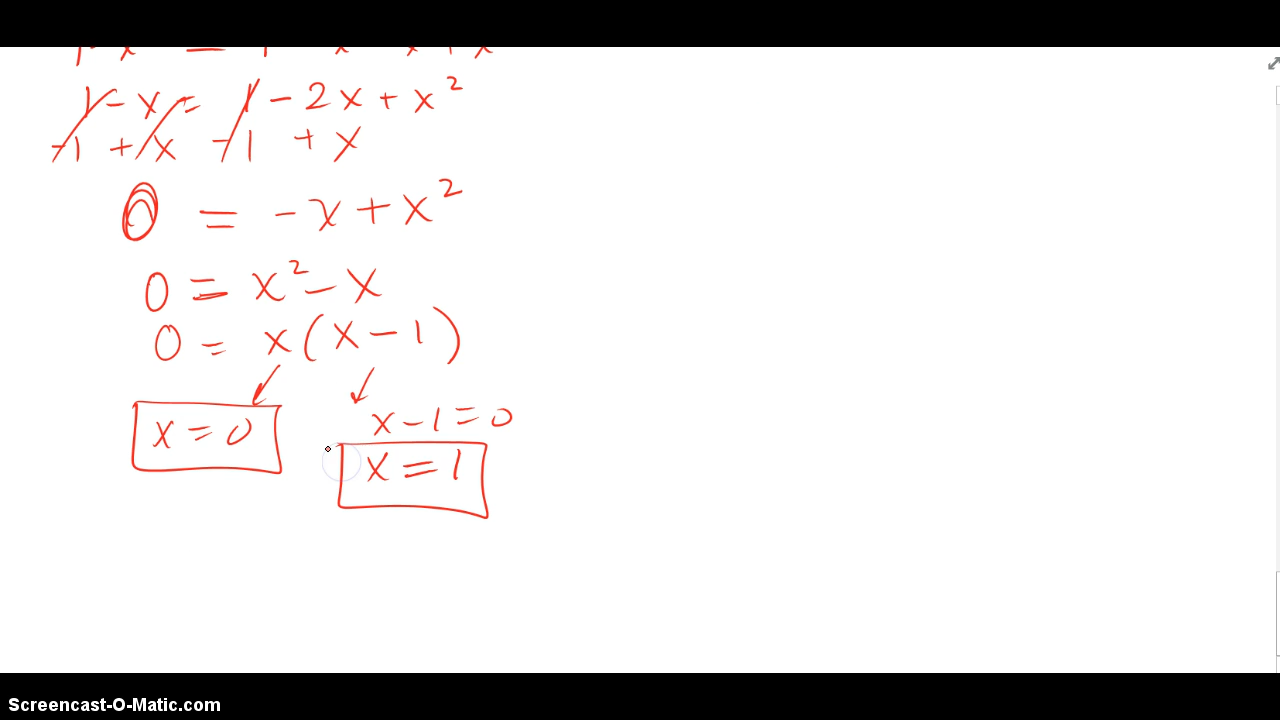 1 - x = 1 - 2x + x²
-1 + x -1 + x
0 = -x + x²
0 = x² - x
0 = x(x - 1)
x = 0
x - 1 = 0
x = 1
Screencast-O-Matic.com